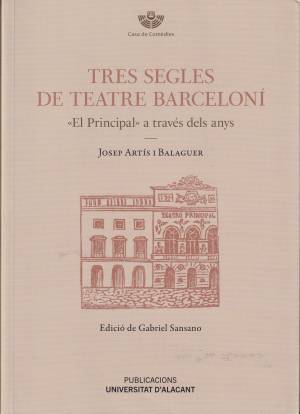 Casa de Comèdies
TRES SEGLES
DE TEATRE BARCELONÍ
«El Principal» a través dels anys
Josep Artís i Balaguer
TEATRO PRINCIPAL
Edició de Gabriel Sansano
PUBLICACIONS
UNIVERSITAT D'ALACANT